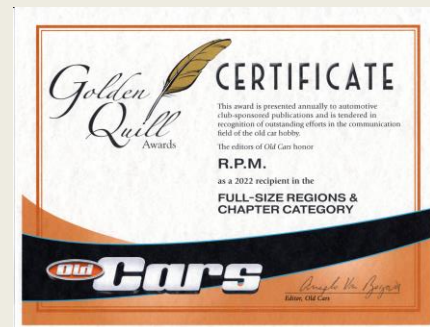 Golden
Quill
Awards
CERTIFICATE
This award is presented annually to automotive
club-sponsored publications and is tendered in
recognition of outstanding efforts in the communication
field of the old car hobby.
The editors of Old Cars honor
R.P.M.
as a 2022 recipient in the
FULL-SIZE REGIONS &
CHAPTER CATEGORY
Old Cars
Editor, Old Cars